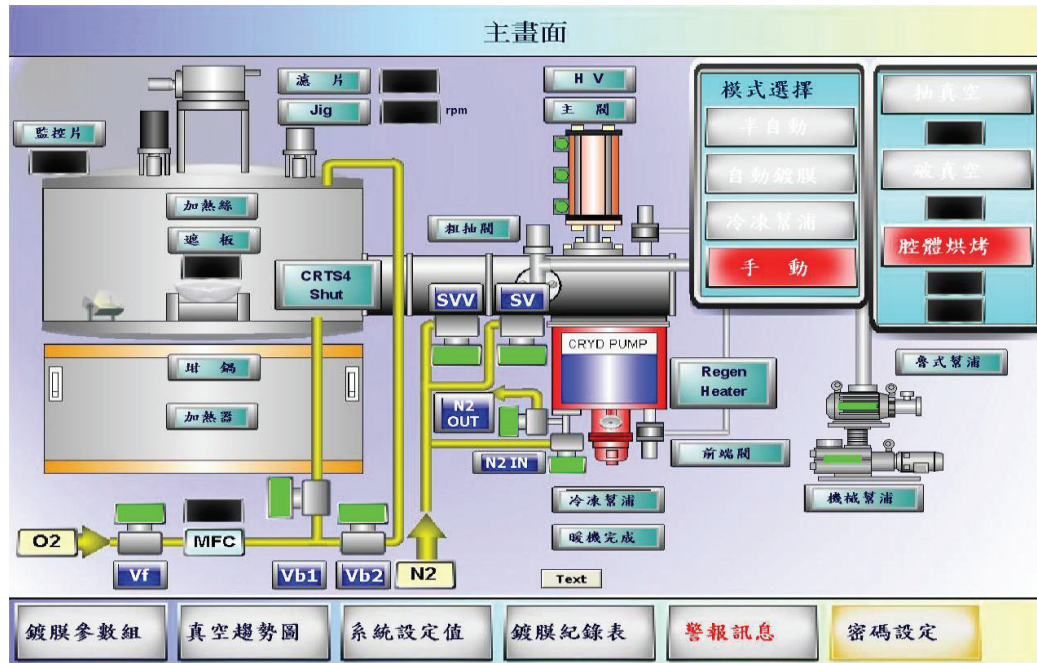 主畫面
濾 片
Jig
rpm
監控片
H V
主 閥
模式選擇
半自動
自動鍍膜
冷凍幫浦
手 動
抽真空
破真空
腔體烘烤
加熱絲
遮板
粗抽閥
CRTS4
Shut
SVV
SV
CRYD PUMP
Regen
Heater
魯式幫浦
坩 鍋
加熱器
N2
OUT
N2 IN
前端閥
機械幫浦
冷凍幫浦
暖機完成
O2
MFC
Vf
Vb1
Vb2
N2
Text
鍍膜參數組
真空趨勢圖
系統設定值
鍍膜紀錄表
警報訊息
密碼設定